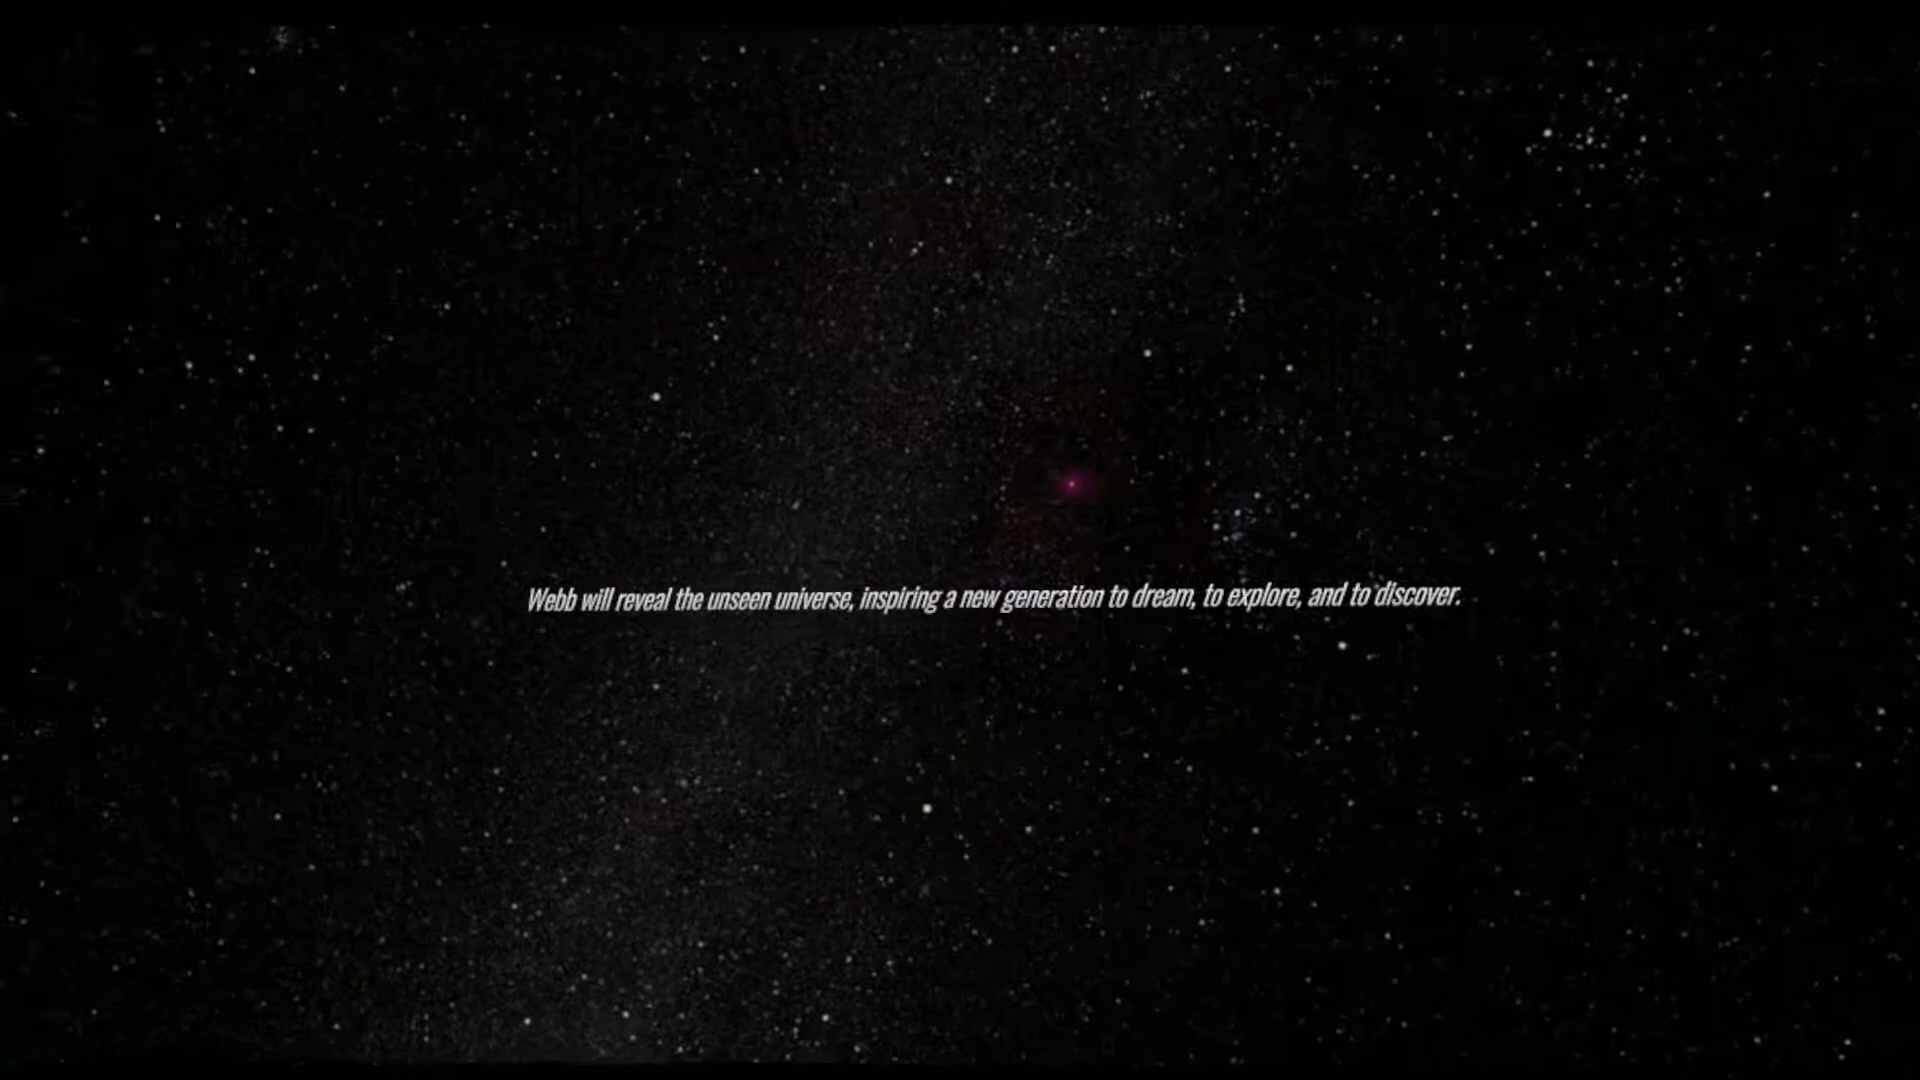 Webb will reveal the unseen universe, inspiring a new generation to dream, to explore, and to discover.